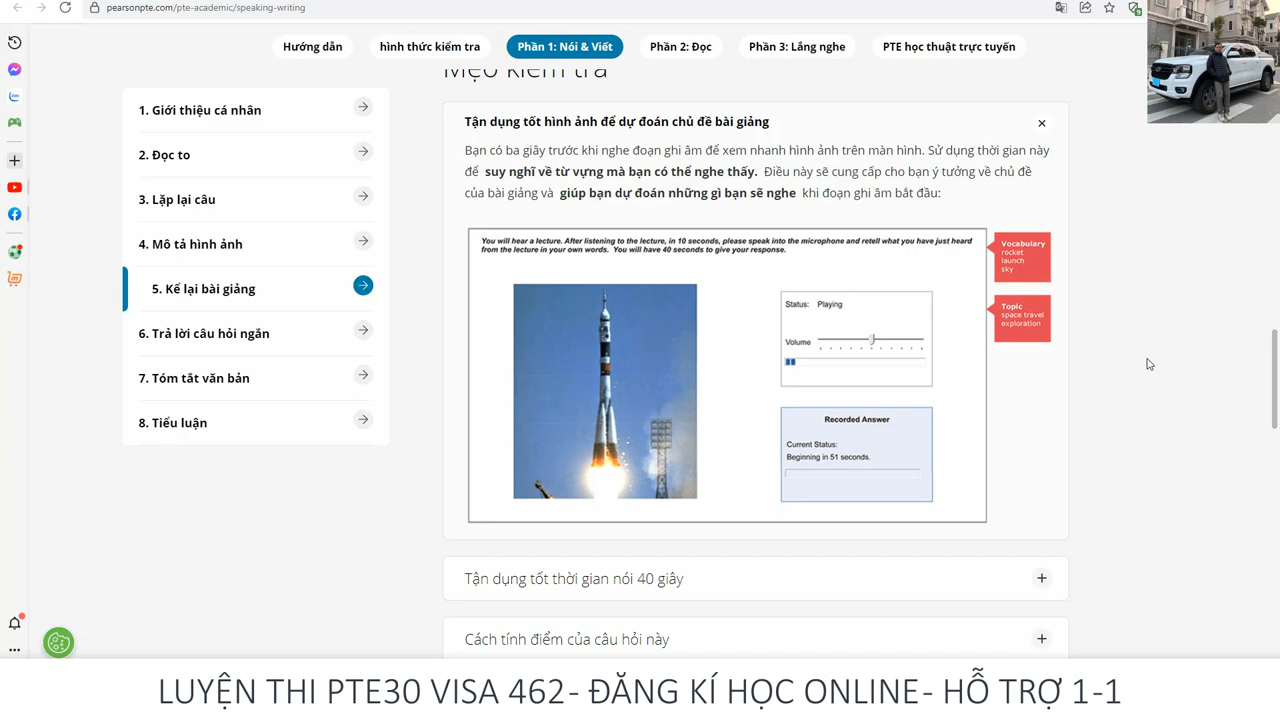 pearsonpte.com/pte-academic/speaking-writing
Hướng dẫn
hình thức kiểm tra
Phần 1: Nói & Viết
Phần 2: Đọc
Phần 3: Lắng nghe
PTE học thuật trực tuyến
Mẹo kiểm tra
1. Giới thiệu cá nhân
2. Đọc to
3. Lặp lại câu
4. Mô tả hình ảnh
5. Kể lại bài giảng
6. Trả lời câu hỏi ngắn
7. Tóm tắt văn bản
8. Tiểu luận
Tận dụng tốt hình ảnh để dự đoán chủ đề bài giảng
Bạn có ba giây trước khi nghe đoạn ghi âm để xem nhanh hình ảnh trên màn hình. Sử dụng thời gian này
để suy nghĩ về từ vựng mà bạn có thể nghe thấy. Điều này sẽ cung cấp cho bạn ý tưởng về chủ đề
của bài giảng và giúp bạn dự đoán những gì bạn sẽ nghe khi đoạn ghi âm bắt đầu:
You will hear a lecture. After listening to the lecture, in 10 seconds, please speak into the microphone and retell what you have just heard
from the lecture in your own words. You will have 40 seconds to give your response.
Status: Playing
Volume
Recorded Answer
Current Status:
Beginning in 51 seconds.
Vocabulary
rocket
launch
sky
Topic
space travel
exploration
Tận dụng tốt thời gian nói 40 giây
Cách tính điểm của câu hỏi này
LUYỆN THI PTE30 VISA 462- ĐĂNG KÍ HỌC ONLINE- HỖ TRỢ 1-1